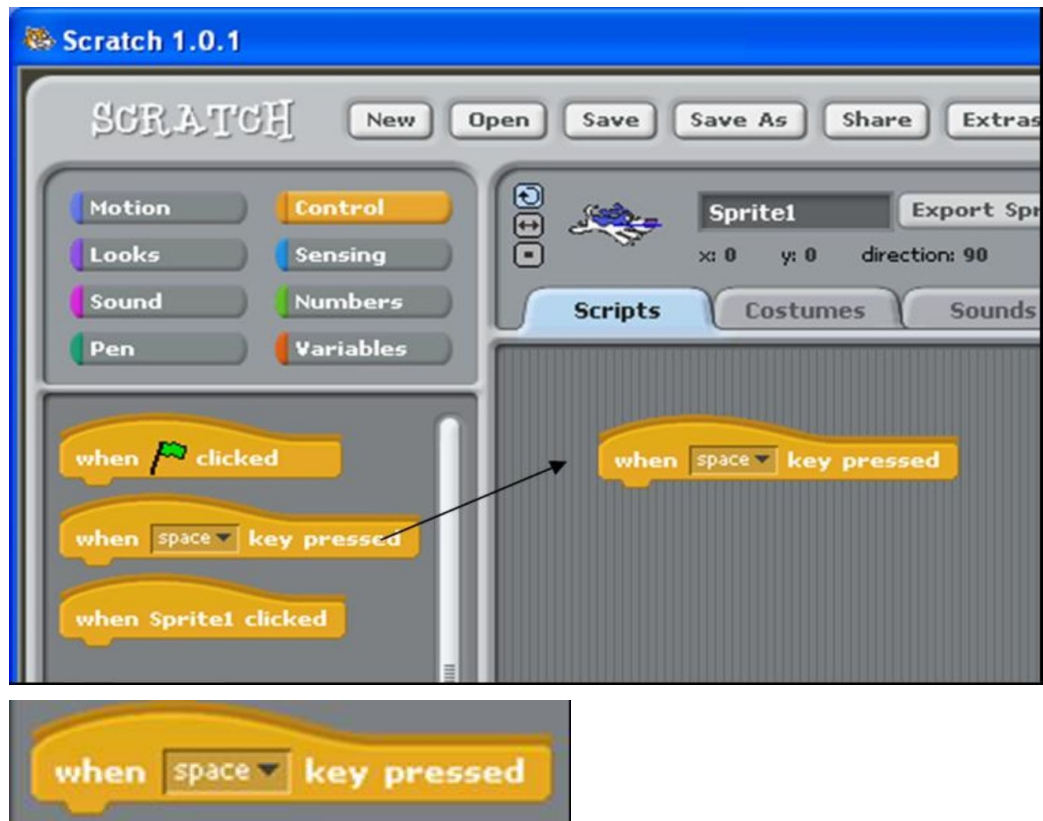 Scratch 1.0.1
SCRATCH New Open Save Save As Share Extras
Motion Control
Looks Sensing
Sound Numbers
Pen Variables
Sprite1 Export Spr
x: 0 y: 0 direction: 90
Scripts Costumes Sounds
when clicked
when space key pressed
when Sprite1 clicked
when space key pressed
when space key pressed